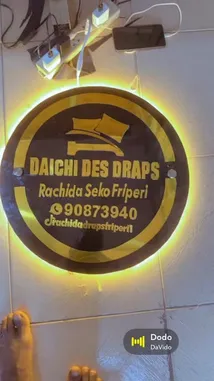 DAICHI DES DRAPS
Rachida Seko Friperi
90873940
rachidadrapsfriperi1
Dodo
DaVido